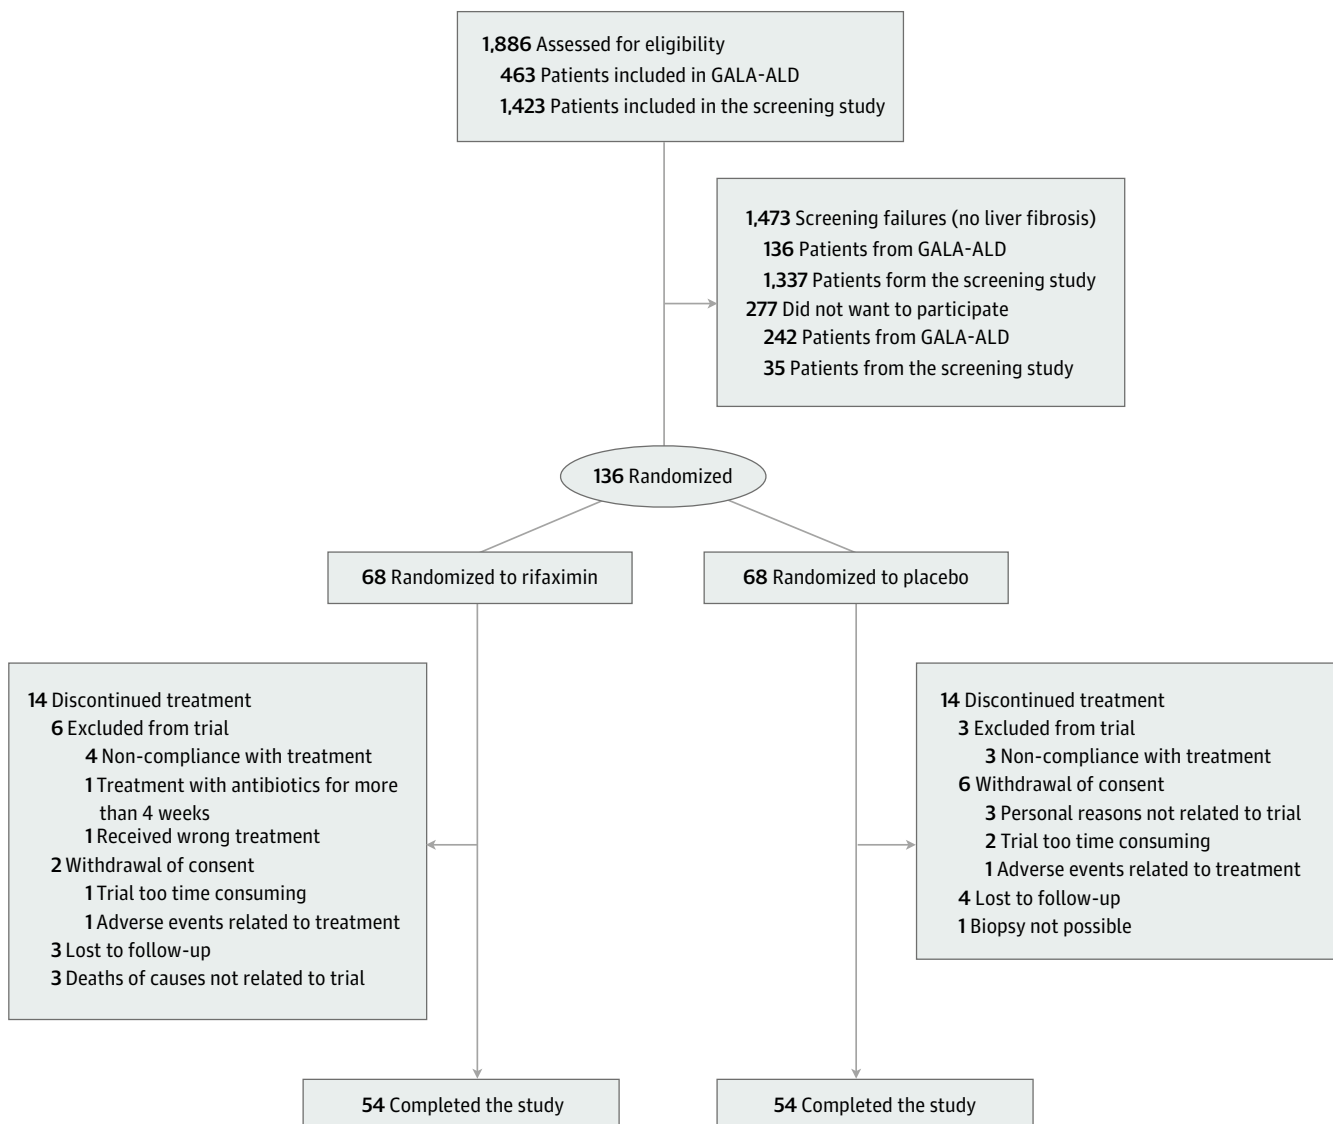 1,886 Assessed for eligibility
463 Patients included in GALA-ALD
1,423 Patients included in the screening study
1,473 Screening failures (no liver fibrosis)
136 Patients from GALA-ALD
1,337 Patients form the screening study
277 Did not want to participate
242 Patients from GALA-ALD
35 Patients from the screening study
136 Randomized
68 Randomized to rifaximin
68 Randomized to placebo
14 Discontinued treatment
6 Excluded from trial
4 Non-compliance with treatment
1 Treatment with antibiotics for more
than 4 weeks
1 Received wrong treatment
2 Withdrawal of consent
1 Trial too time consuming
1 Adverse events related to treatment
3 Lost to follow-up
3 Deaths of causes not related to trial
14 Discontinued treatment
3 Excluded from trial
3 Non-compliance with treatment
6 Withdrawal of consent
3 Personal reasons not related to trial
2 Trial too time consuming
1 Adverse events related to treatment
4 Lost to follow-up
1 Biopsy not possible
54 Completed the study
54 Completed the study